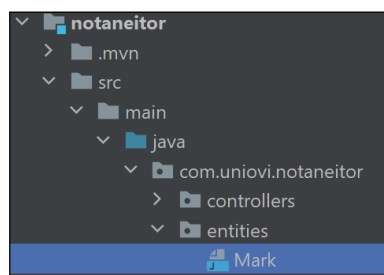 notaneitor
.mvn
src
main
java
com.uniovi.notaneitor
controllers
entities
Mark